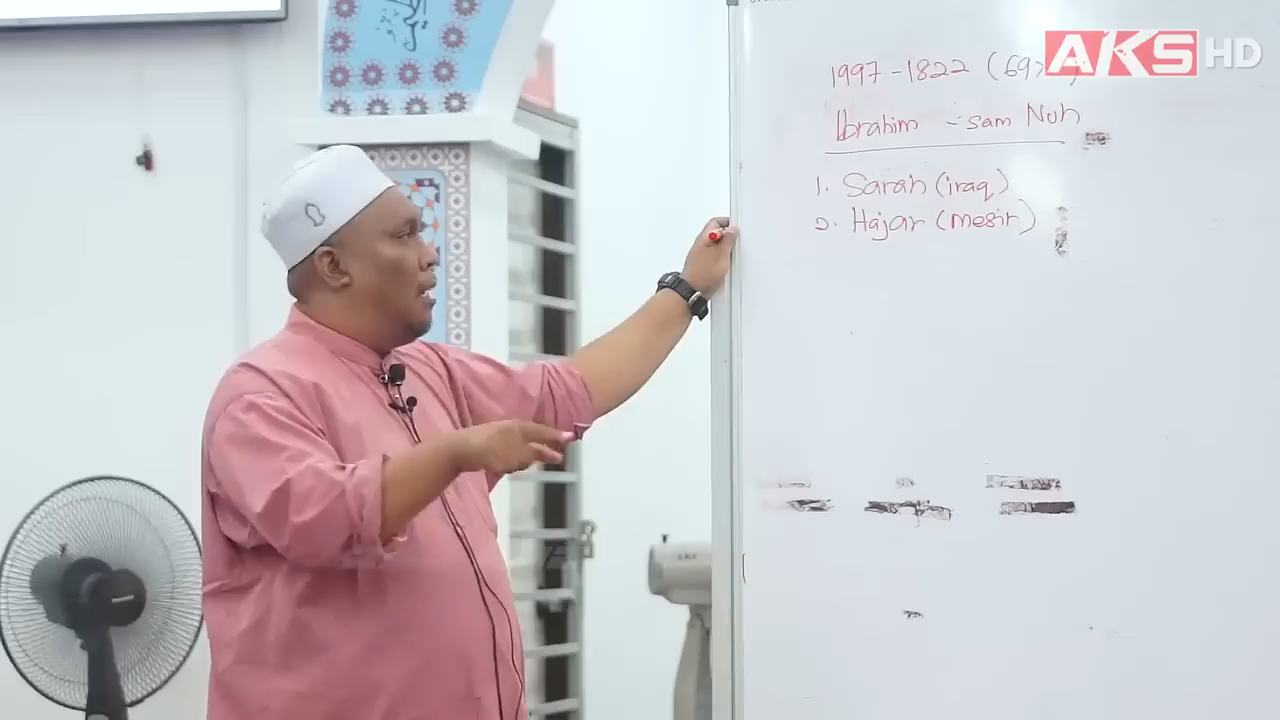 AKS HD
1997-1822 (69
Ibrahim - Sam Nuh
1. Sarah (iraq)
2. Hajar (mesir)